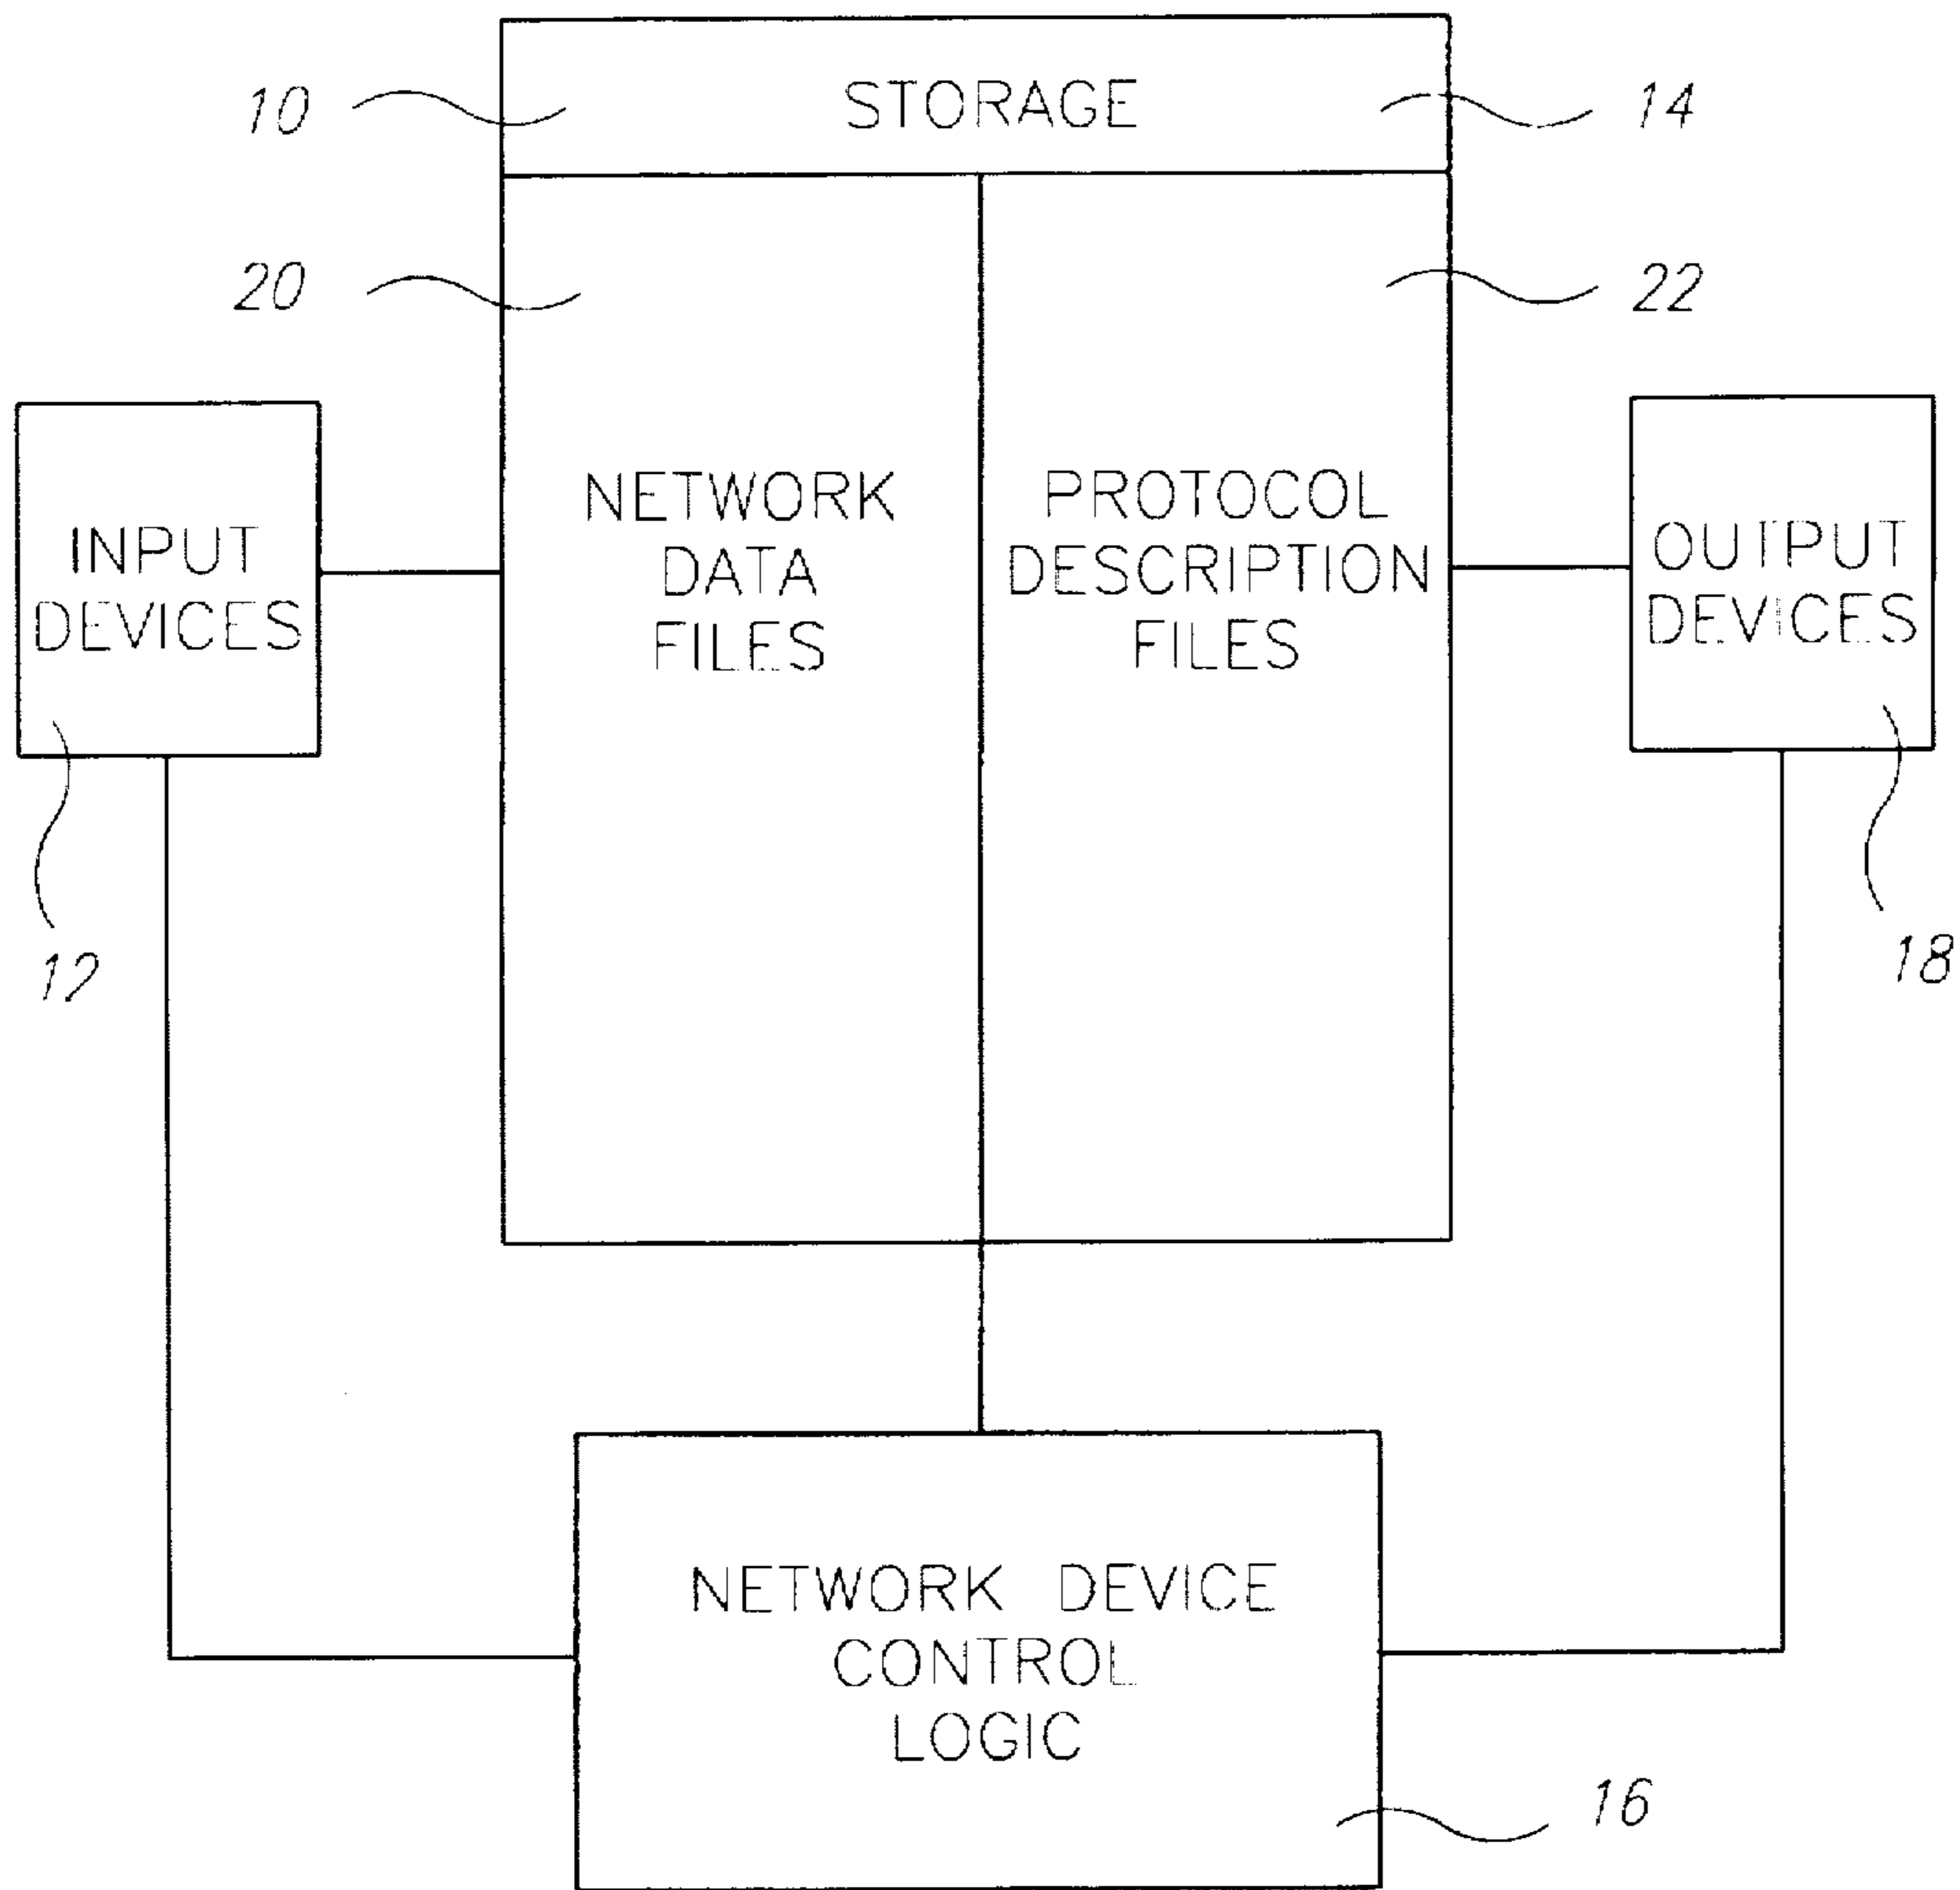 10
STORAGE
14
20
22
NETWORK
DATA
FILES
PROTOCOL
DESCRIPTION
FILES
INPUT
DEVICES
OUTPUT
DEVICES
12
18
NETWORK DEVICE
CONTROL
LOGIC
16